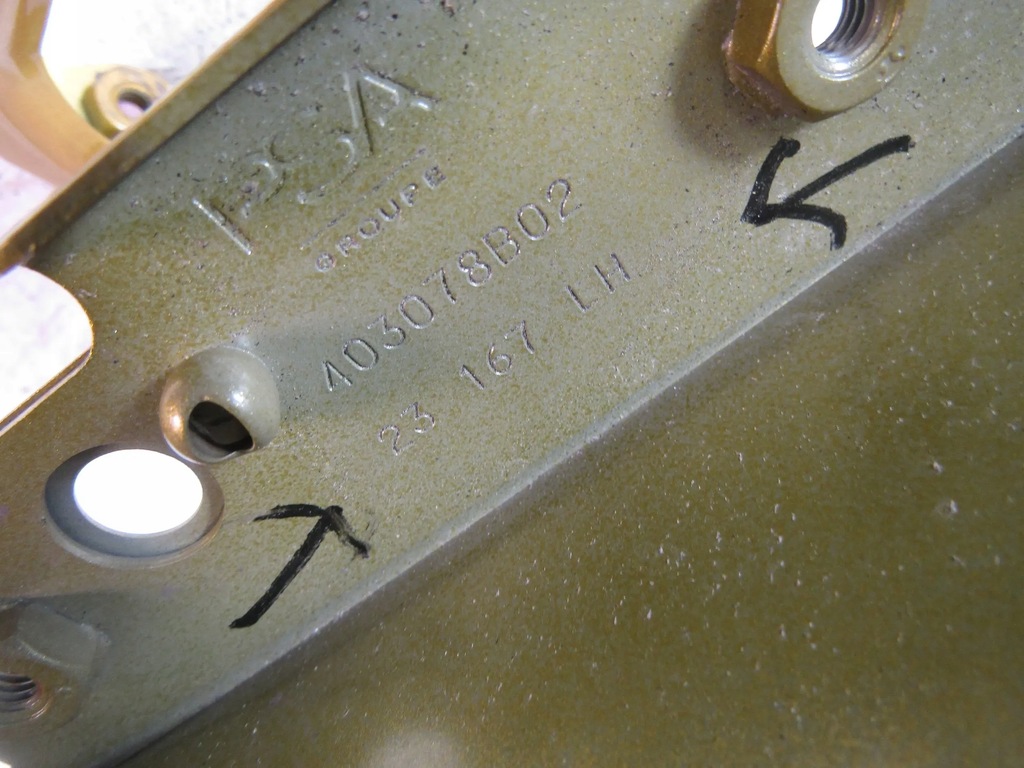 PSA
GROUPE
A03078B02
23 167 LH